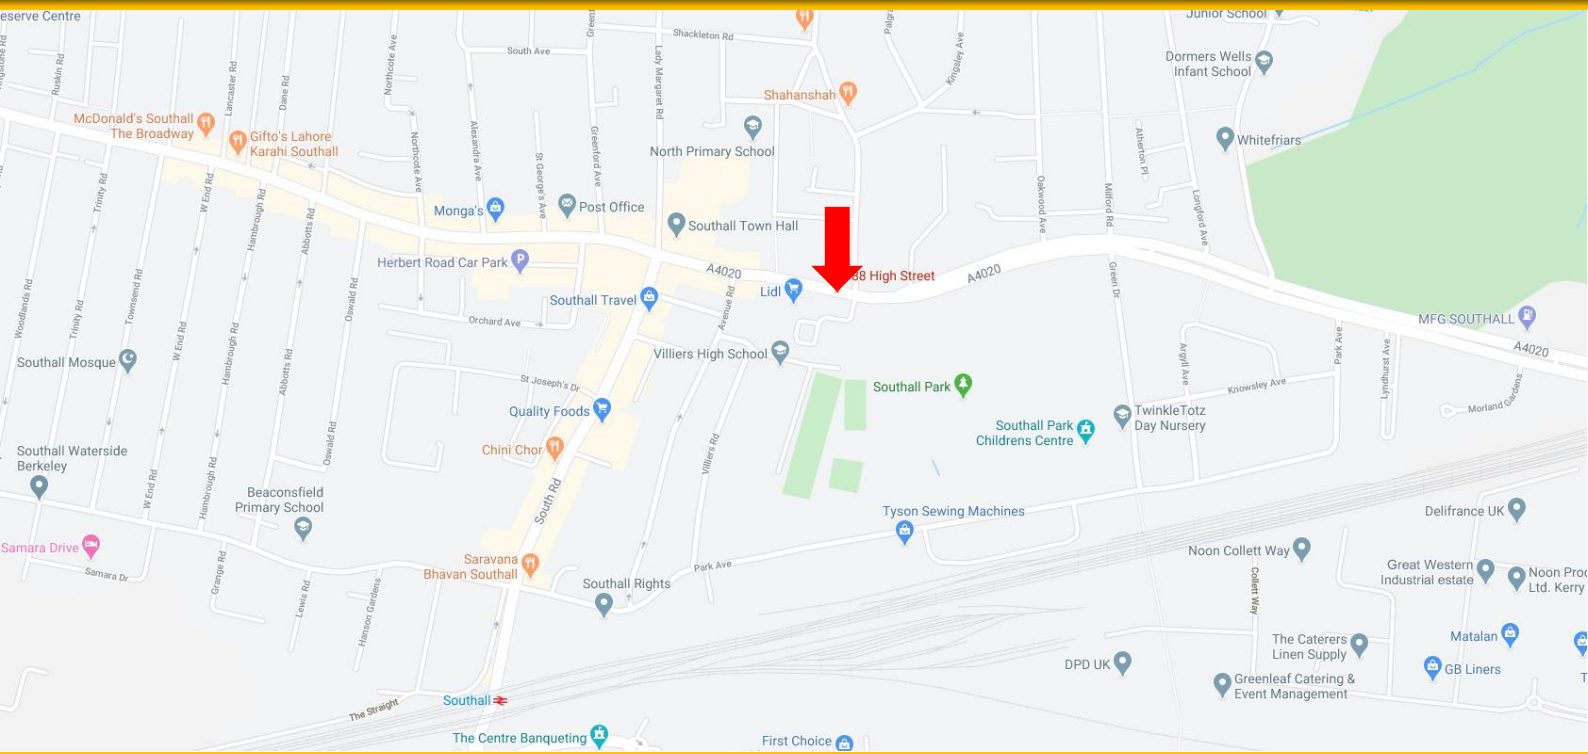 eserve Centre
Ruskin Rd
Lancaster Rd
Dane Rd
Northcote Ave
South Ave
Lady Margaret Rd
Shackleton Rd
Kingsley Ave
Junior School
Dormers Wells
Infant School
Shahanshah
McDonald's Southall
The Broadway
Gifto's Lahore
Karahi Southall
Northcote Ave
Alexandra Ave
St George's Ave
Greenford Ave
North Primary School
Whitefriars
Atherton Pl
Trinity Rd
W End Rd
Hambrough Rd
Abbotts Rd
Monga's
Post Office
Southall Town Hall
Oakwood Ave
Milford Rd
Longford Ave
Herbert Road Car Park
A4020
38 High Street
A4020
Lidl
Southall Travel
Avenue Rd
Green Dr
Woodlands Rd
Trinity Rd
Townsend Rd
W End Rd
Hambrough Rd
Abbotts Rd
Oswald Rd
Orchard Ave
MFG SOUTHALL
A4020
Southall Mosque
Villiers High School
Argyll Ave
Park Ave
Lyndhurst Ave
St Joseph's Dr
Southall Park
Knowsley Ave
Morland Gardens
Quality Foods
TwinkleTotz
Day Nursery
Southall Park
Childrens Centre
Chini Chor
Oswald Rd
Villiers Rd
Southall Waterside
Berkeley
W End Rd
Hambrough Rd
Beaconsfield
Primary School
South Rd
Tyson Sewing Machines
Delifrance UK
Samara Drive
Samara Dr
Grange Rd
Lewis Rd
Hanson Gardens
Saravana
Bhavan Southall
Southall Rights
Park Ave
Noon Collett Way
Collett Way
Great Western
Industrial estate
Noon Proc
Ltd. Kerry
The Caterers
Linen Supply
Matalan
DPD UK
GB Liners
Greenleaf Catering &
Event Management
Southall
The Straight
The Centre Banqueting
First Choice